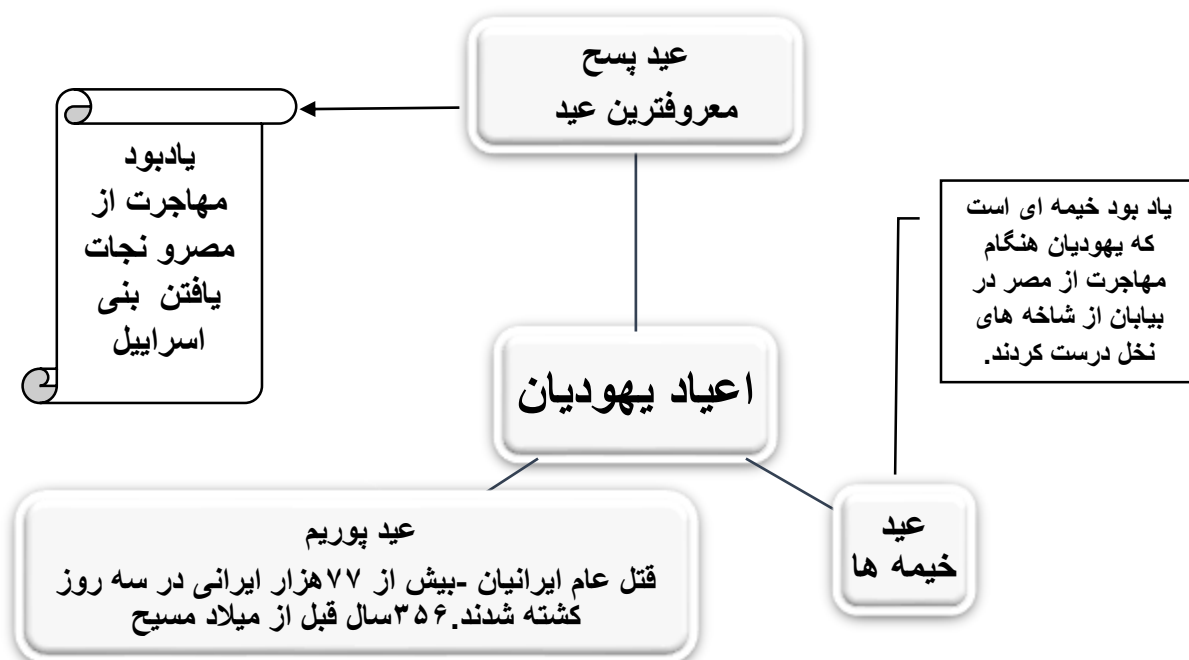 عید پسح
معروفترین عید
یادبود
مهاجرت از
مصرو نجات
یافتن بنی
اسراییل
یاد بود خیمه ای است
که یهودیان هنگام
مهاجرت از مصر در
بیابان از شاخه های
نخل درست کردند.
اعیاد یهودیان
عید
خیمه ها
عید پوریم
قتل عام ایرانیان -بیش از ۷۷هزار ایرانی در سه روز
کشته شدند.۳۵۶سال قبل از میلاد مسیح